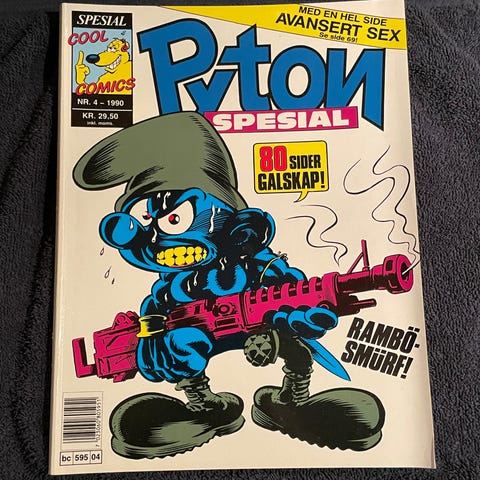 SPESIAL
COOL
COMICS
NR. 4 – 1990
KR. 29.50
inkl. moms.
MED EN HEL SIDE
AVANSERT SEX
Se side 69!
Pyton
SPESIAL
80 SIDER
GALSKAP!
RAMBÖ-
SMÜRF!
bc 595 04